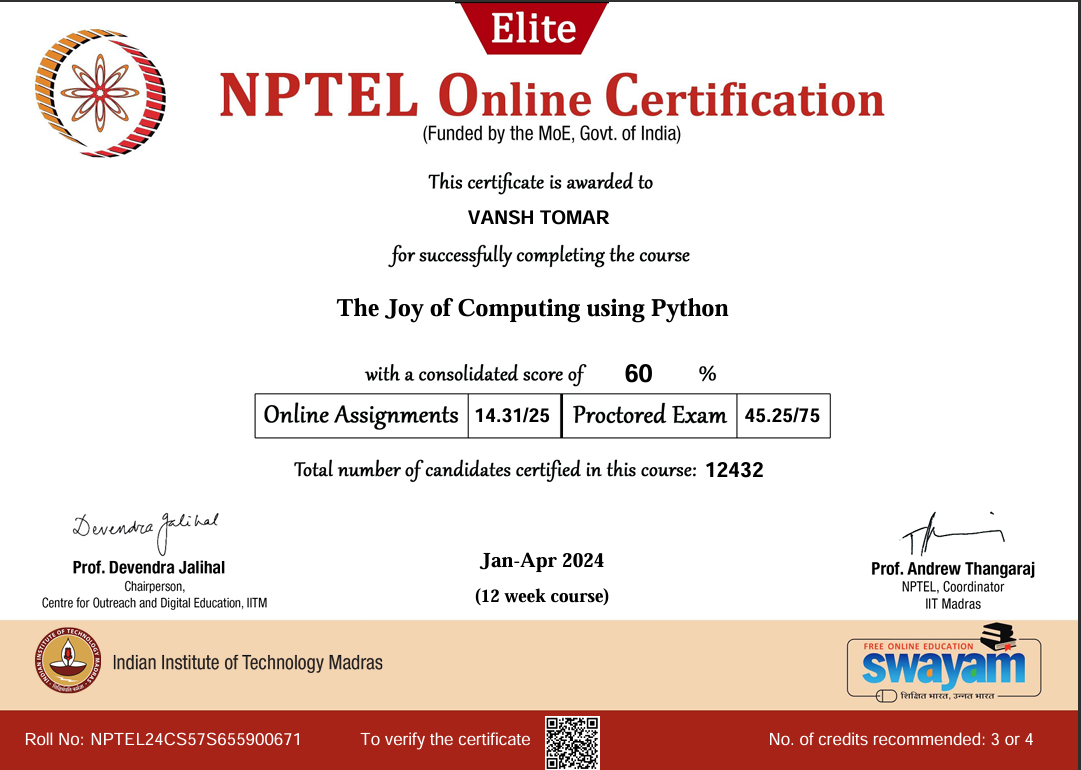 Elite
NPTEL Online Certification
(Funded by the MoE, Govt. of India)
This certificate is awarded to
VANSH TOMAR
for successfully completing the course
The Joy of Computing using Python
with a consolidated score of 60 %
Online Assignments 14.31/25 Proctored Exam 45.25/75
Total number of candidates certified in this course: 12432
Devendra Jalihal
Prof. Devendra Jalihal
Chairperson,
Centre for Outreach and Digital Education, IITM
Jan-Apr 2024
(12 week course)
Prof. Andrew Thangaraj
NPTEL, Coordinator
IIT Madras
INDIAN INSTITUTE OF TECHNOLOGY MADRAS
Indian Institute of Technology Madras
FREE ONLINE EDUCATION
swayam
शिक्षित भारत, उन्नत भारत
Roll No: NPTEL24CS57S655900671
To verify the certificate
No. of credits recommended: 3 or 4